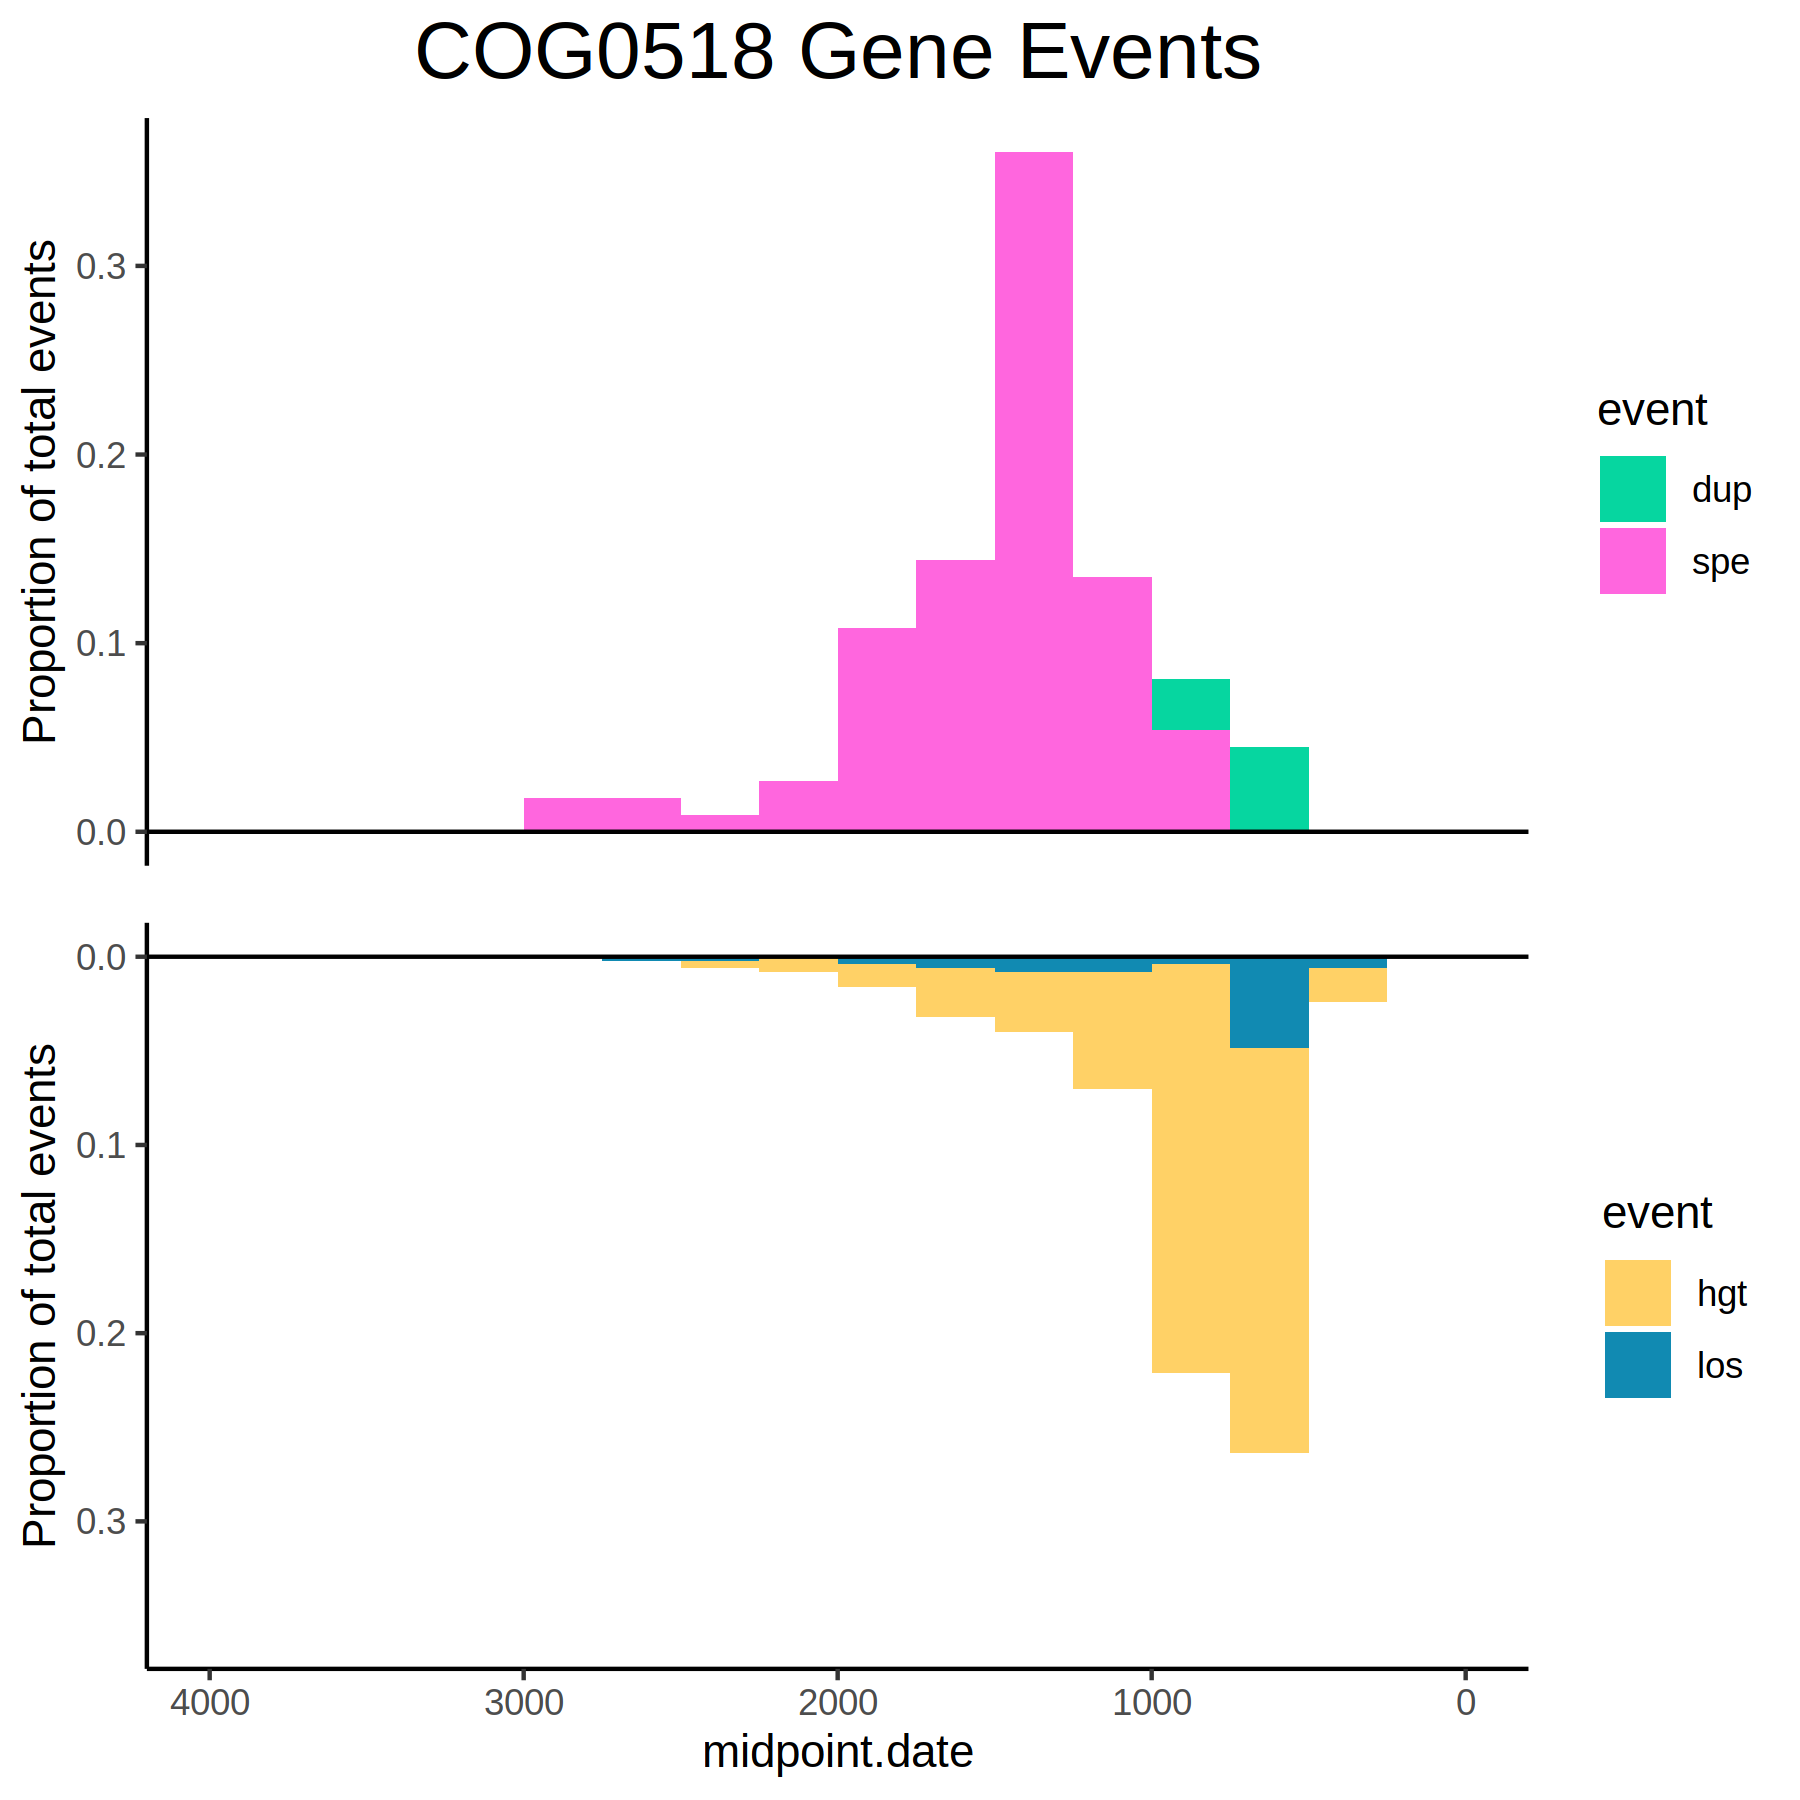 COG0518 Gene Events
Proportion of total events
0.3
0.2
0.1
0.0
event
dup
spe
Proportion of total events
0.0
0.1
0.2
0.3
event
hgt
los
4000 3000 2000 1000 0
midpoint.date